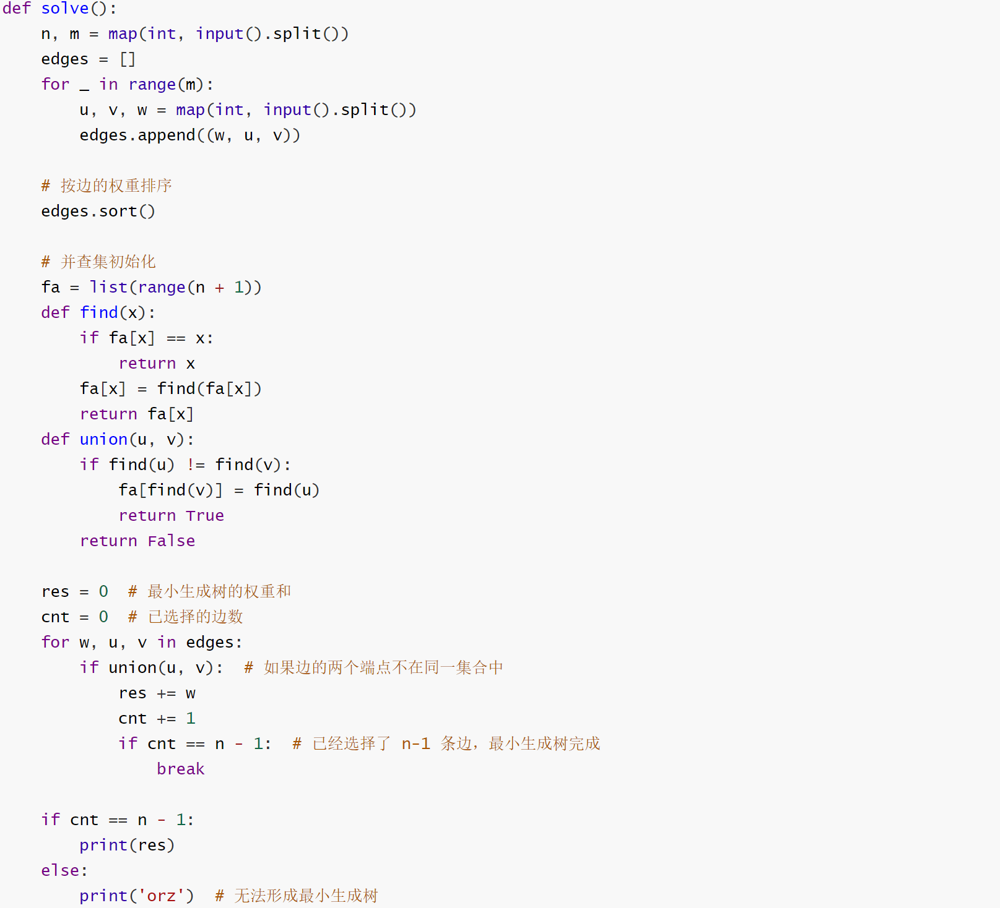 def solve():
    n, m = map(int, input().split())
    edges = []
    for _ in range(m):
        u, v, w = map(int, input().split())
        edges.append((w, u, v))

    # 按边的权重排序
    edges.sort()

    # 并查集初始化
    fa = list(range(n + 1))
    def find(x):
        if fa[x] == x:
            return x
        fa[x] = find(fa[x])
        return fa[x]
    def union(u, v):
        if find(u) != find(v):
            fa[find(v)] = find(u)
            return True
        return False

    res = 0  # 最小生成树的权重和
    cnt = 0  # 已选择的边数
    for w, u, v in edges:
        if union(u, v):  # 如果边的两个端点不在同一集合中
            res += w
            cnt += 1
            if cnt == n - 1:  # 已经选择了 n-1 条边，最小生成树完成
                break

    if cnt == n - 1:
        print(res)
    else:
        print('orz')  # 无法形成最小生成树